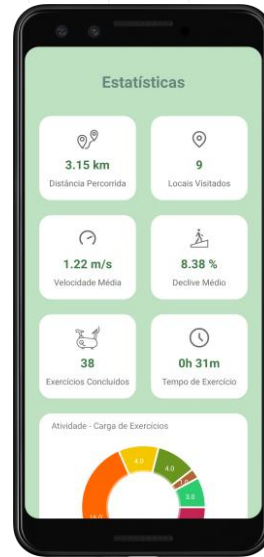 Estatísticas
3.15 km
9
Distância Percorrida
Locais Visitados
1.22 m/s
8.38 %
Velocidade Média
Declive Médio
38
0h 31m
Exercícios Concluídos
Tempo de Exercício
Atividade - Carga de Exercícios
4.0
4.0
3.0